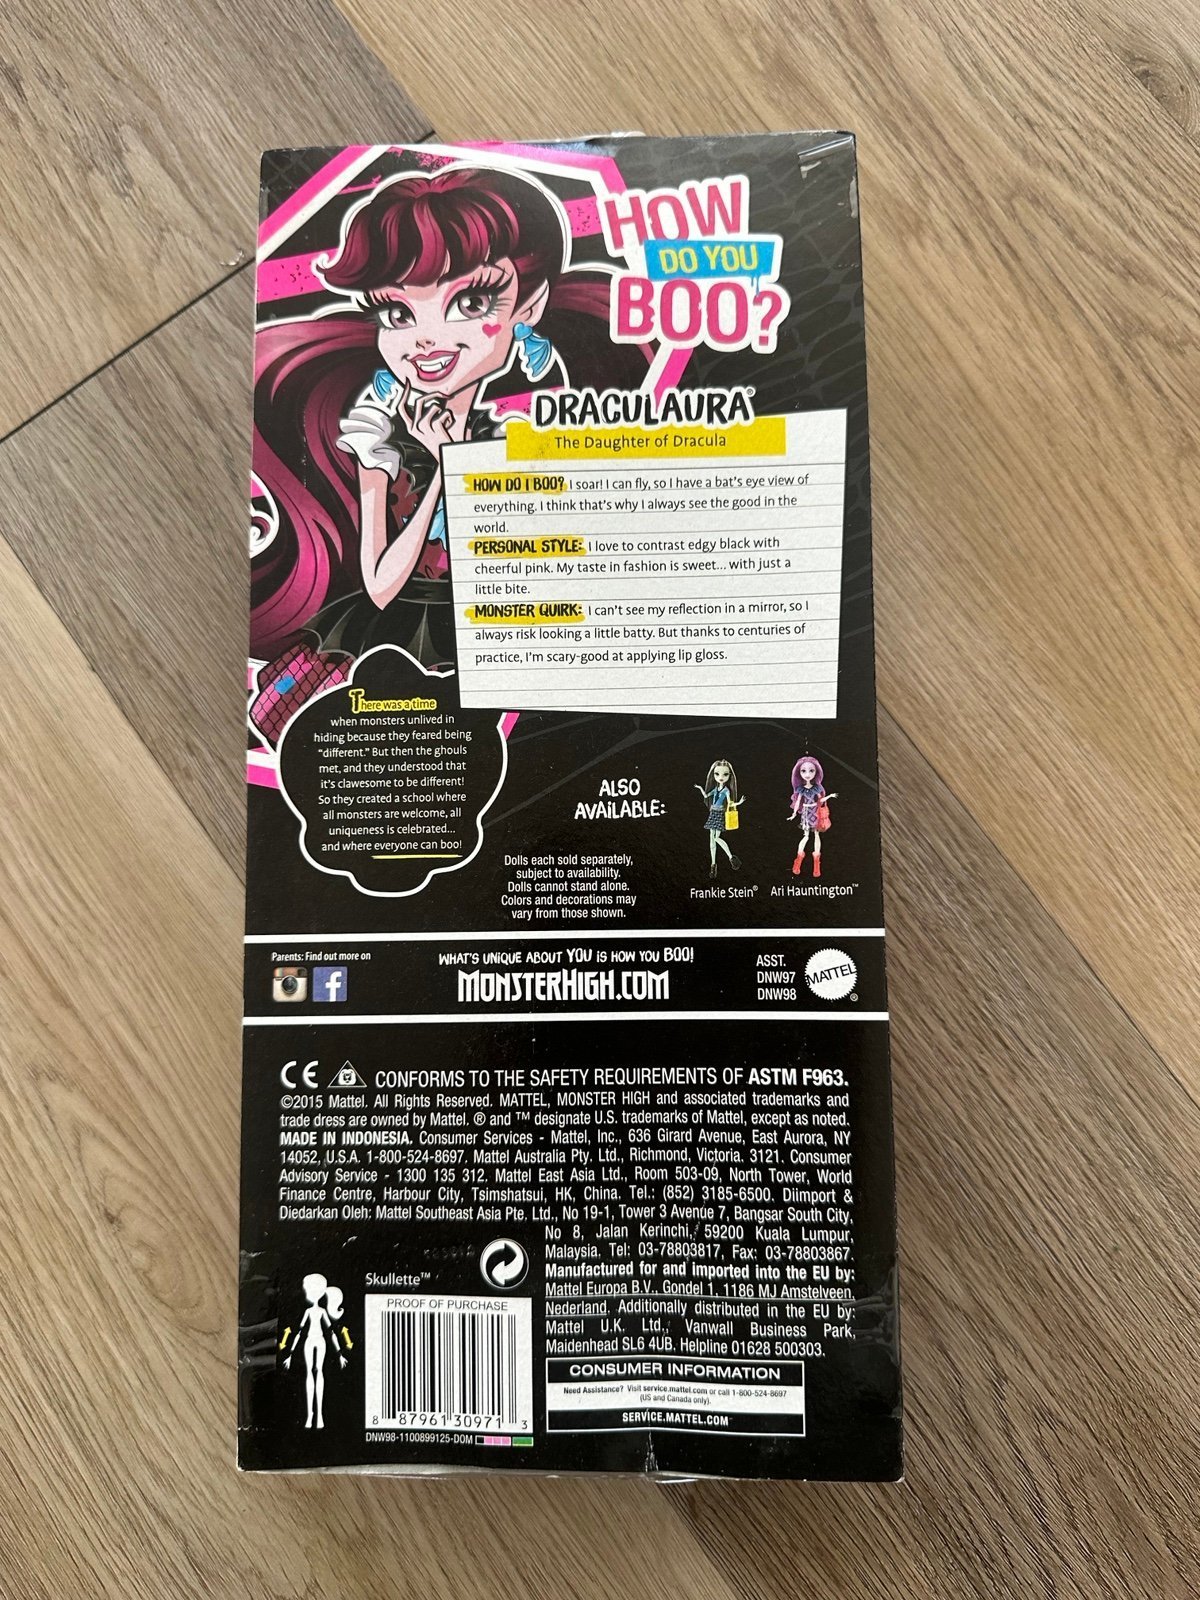 HOW
DO YOU
BOO?
DRACULAURA®
The Daughter of Dracula
HOW DO I BOO? I soar! I can fly, so I have a bat's eye view of
everything. I think that's why I always see the good in the
world.
PERSONAL STYLE: I love to contrast edgy black with
cheerful pink. My taste in fashion is sweet... with just a
little bite.
MONSTER QUIRK: I can't see my reflection in a mirror, so I
always risk looking a little batty. But thanks to centuries of
practice, I'm scary-good at applying lip gloss.
There was a time
when monsters unlived in
hiding because they feared being
"different." But then the ghouls
met, and they understood that
it's clawesome to be different!
So they created a school where
all monsters are welcome, all
uniqueness is celebrated...
and where everyone can boo!
ALSO
AVAILABLE:
Frankie Stein®
Ari Hauntington™
Dolls each sold separately,
subject to availability.
Dolls cannot stand alone.
Colors and decorations may
vary from those shown.
Parents: Find out more on
WHAT'S UNIQUE ABOUT YOU IS HOW YOU BOO!
MONSTERHIGH.COM
ASST.
DNW97
DNW98
MATTEL®
CE CONFORMS TO THE SAFETY REQUIREMENTS OF ASTM F963.
©2015 Mattel. All Rights Reserved. MATTEL, MONSTER HIGH and associated trademarks and
trade dress are owned by Mattel. ® and ™ designate U.S. trademarks of Mattel, except as noted.
MADE IN INDONESIA. Consumer Services - Mattel, Inc., 636 Girard Avenue, East Aurora, NY
14052, U.S.A. 1-800-524-8697. Mattel Australia Pty. Ltd., Richmond, Victoria. 3121. Consumer
Advisory Service - 1300 135 312. Mattel East Asia Ltd., Room 503-09, North Tower, World
Finance Centre, Harbour City, Tsimshatsui, HK, China. Tel.: (852) 3185-6500. Diimport &
Diedarkan Oleh: Mattel Southeast Asia Pte. Ltd., No 19-1, Tower 3 Avenue 7, Bangsar South City,
No 8, Jalan Kerinchi, 59200 Kuala Lumpur,
Malaysia. Tel: 03-78803817, Fax: 03-78803867.
Manufactured for and imported into the EU by:
Mattel Europa B.V., Gondel 1, 1186 MJ Amstelveen,
Nederland. Additionally distributed in the EU by:
Mattel U.K. Ltd., Vanwall Business Park,
Maidenhead SL6 4UB. Helpline 01628 500303.
Skullette™
PROOF OF PURCHASE
8 87961 30971 3
DNW98-1100899125-DOM
CONSUMER INFORMATION
Need Assistance? Visit service.mattel.com or call 1-800-524-8697
(US and Canada only).
SERVICE.MATTEL.COM